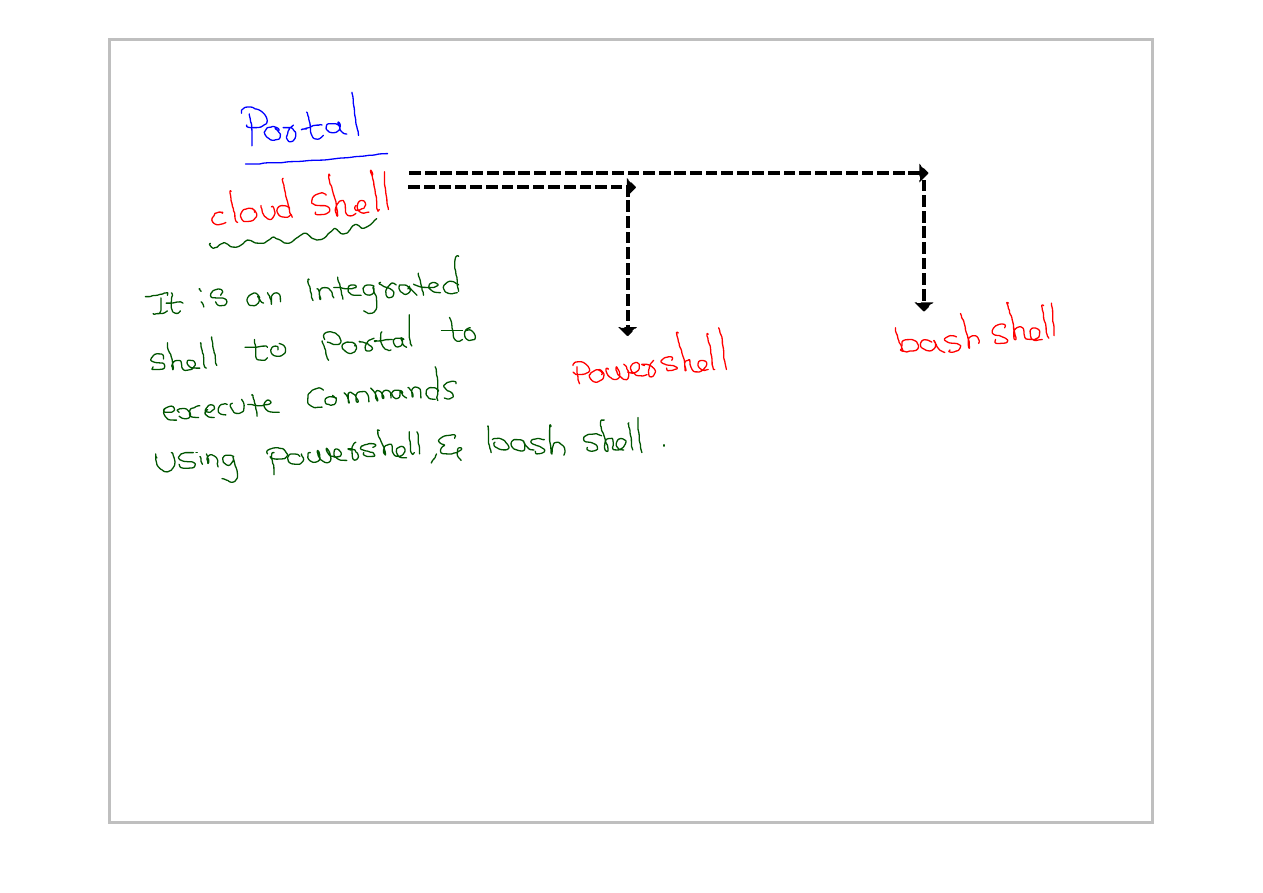 Portal
cloud shell
Powershell
bash shell
It is an Integrated
shell to Portal to
execute Commands
Using Powershell, & bash shell.